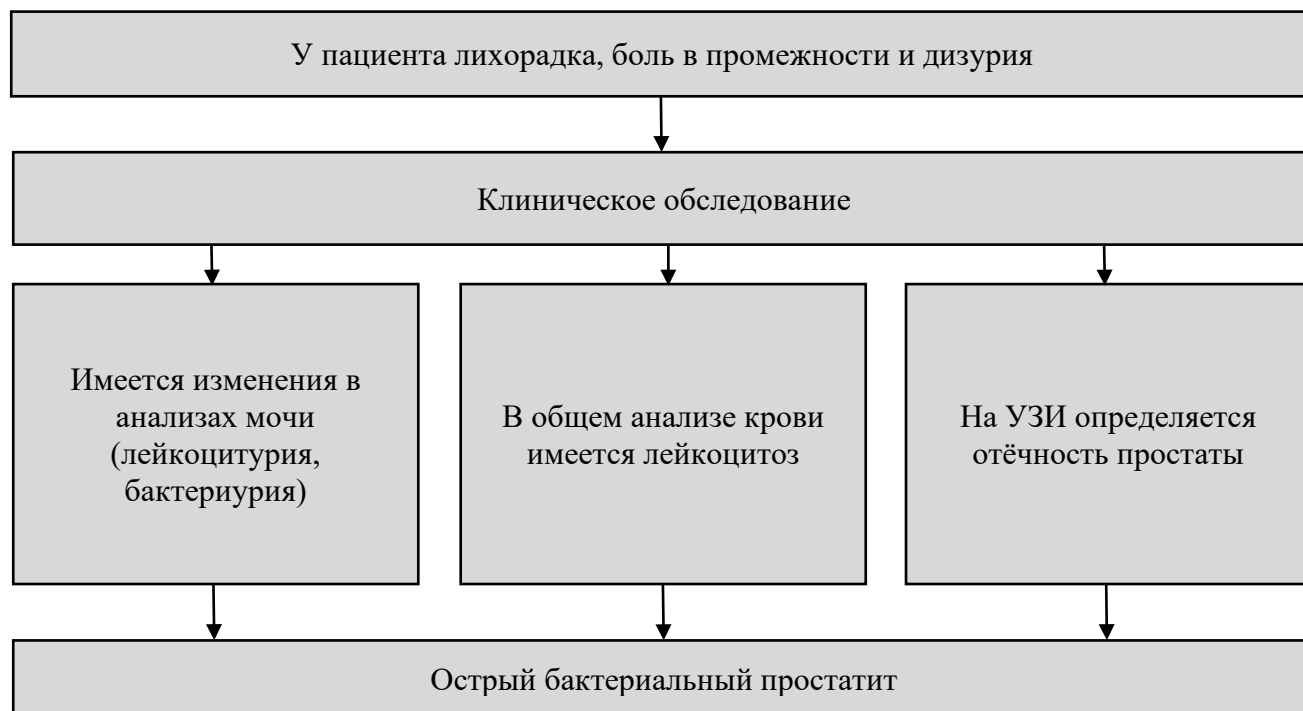 У пациента лихорадка, боль в промежности и дизурия
Клиническое обследование
Имеется изменения в
анализах мочи
(лейкоцитурия,
бактериурия)
В общем анализе крови
имеется лейкоцитоз
На УЗИ определяется
отёчность простаты
Острый бактериальный простатит